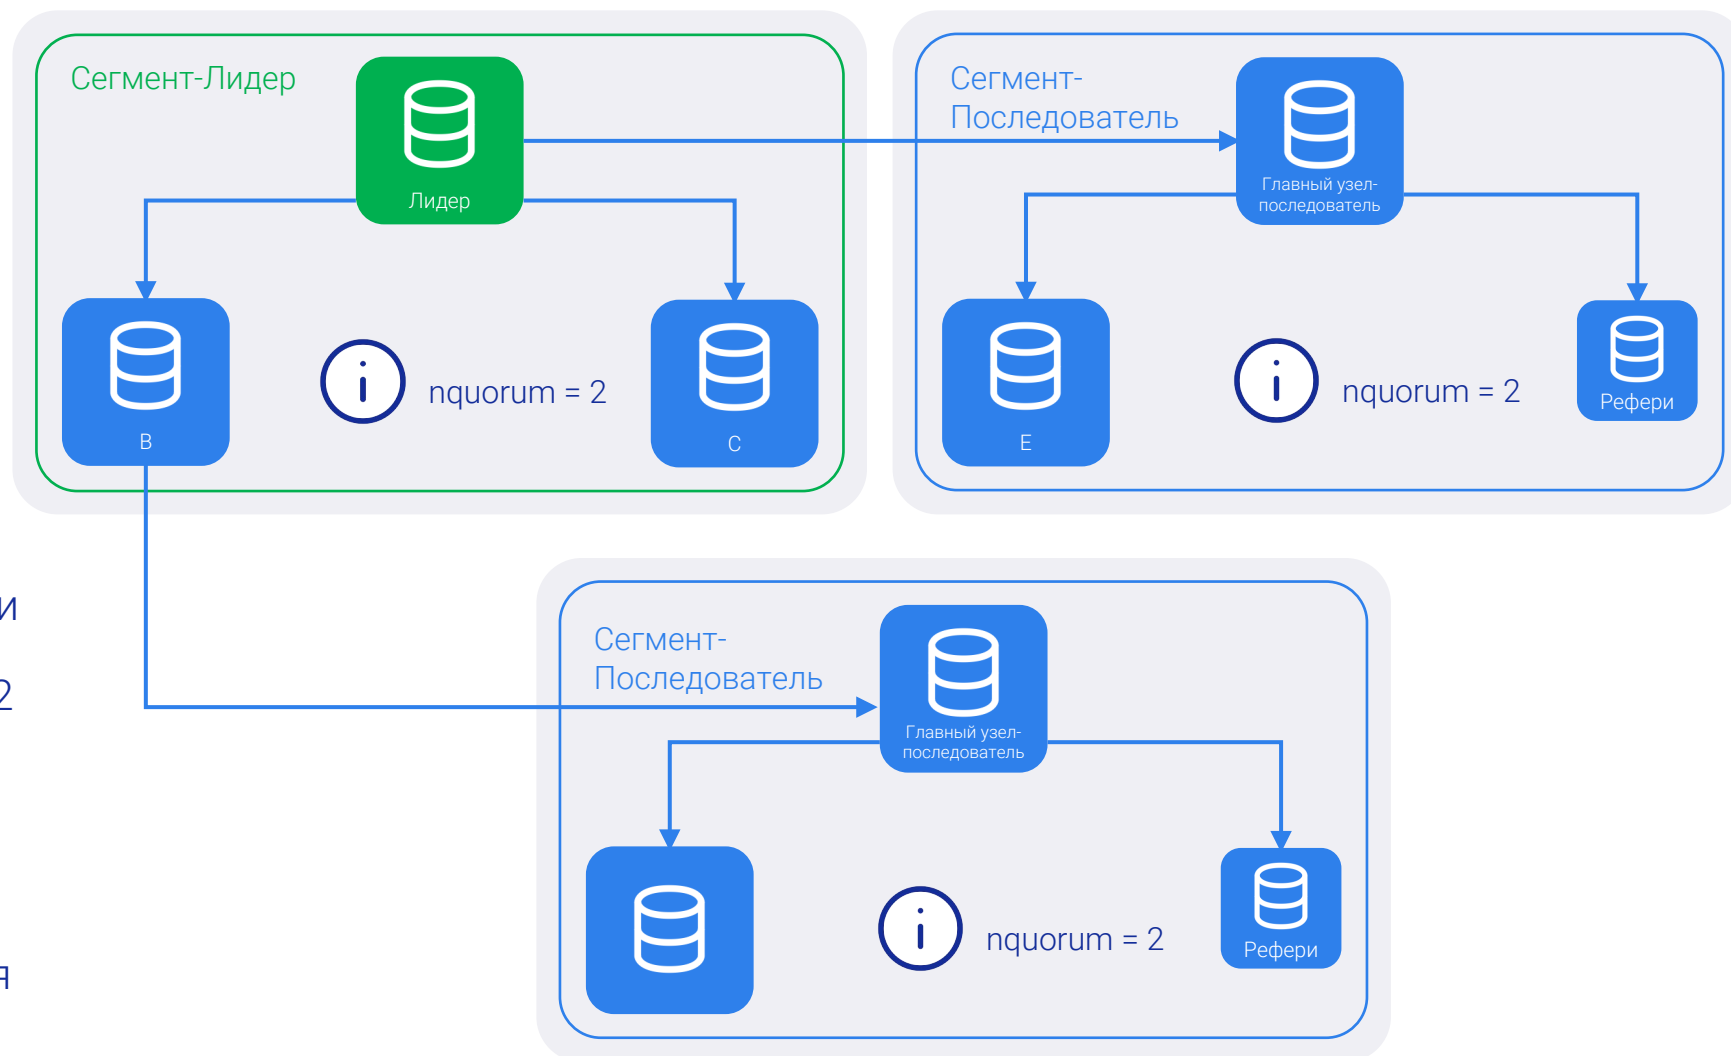 Сегмент-Лидер
Лидер
B
nquorum = 2
C
Сегмент-
Последователь
Главный узел-
последователь
E
nquorum = 2
Рефери
и
2
я
Сегмент-
Последователь
Главный узел-
последователь
nquorum = 2
Рефери